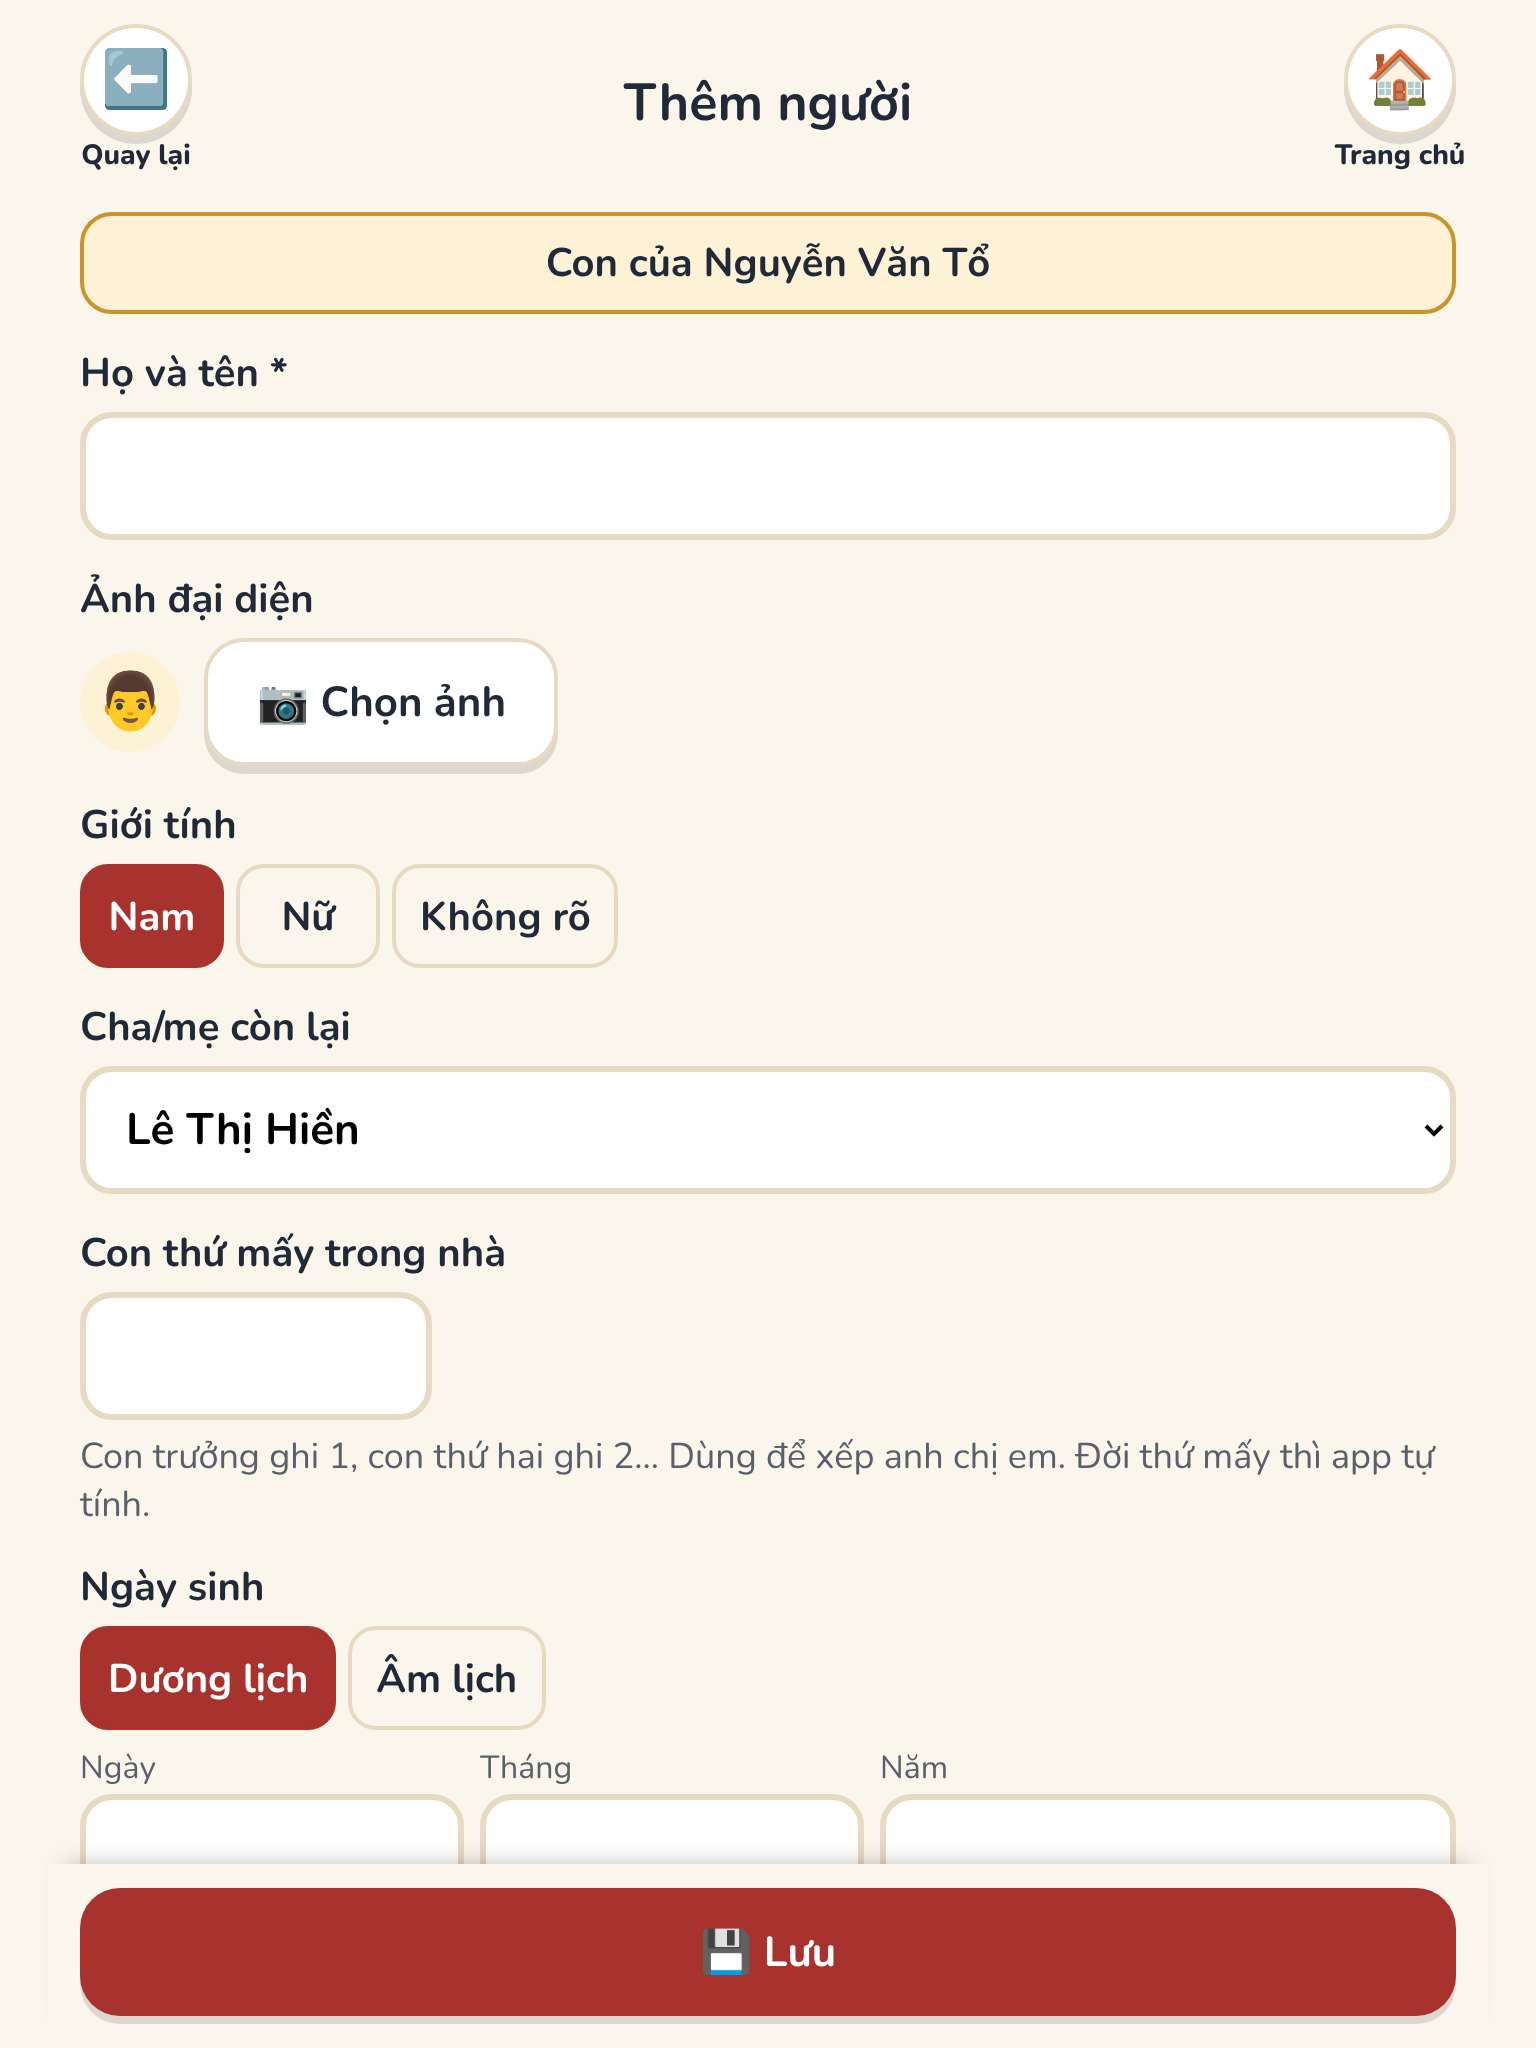 Thêm người
Quay lại
Trang chủ
Con của Nguyễn Văn Tổ
Họ và tên *
Ảnh đại diện
Chọn ảnh
Giới tính
Nam
Nữ
Không rõ
Cha/mẹ còn lại
Lê Thị Hiền
Con thứ mấy trong nhà
Con trưởng ghi 1, con thứ hai ghi 2... Dùng để xếp anh chị em. Đời thứ mấy thì app tự
tính.
Ngày sinh
Dương lịch
Âm lịch
Ngày
Tháng
Năm
Lưu